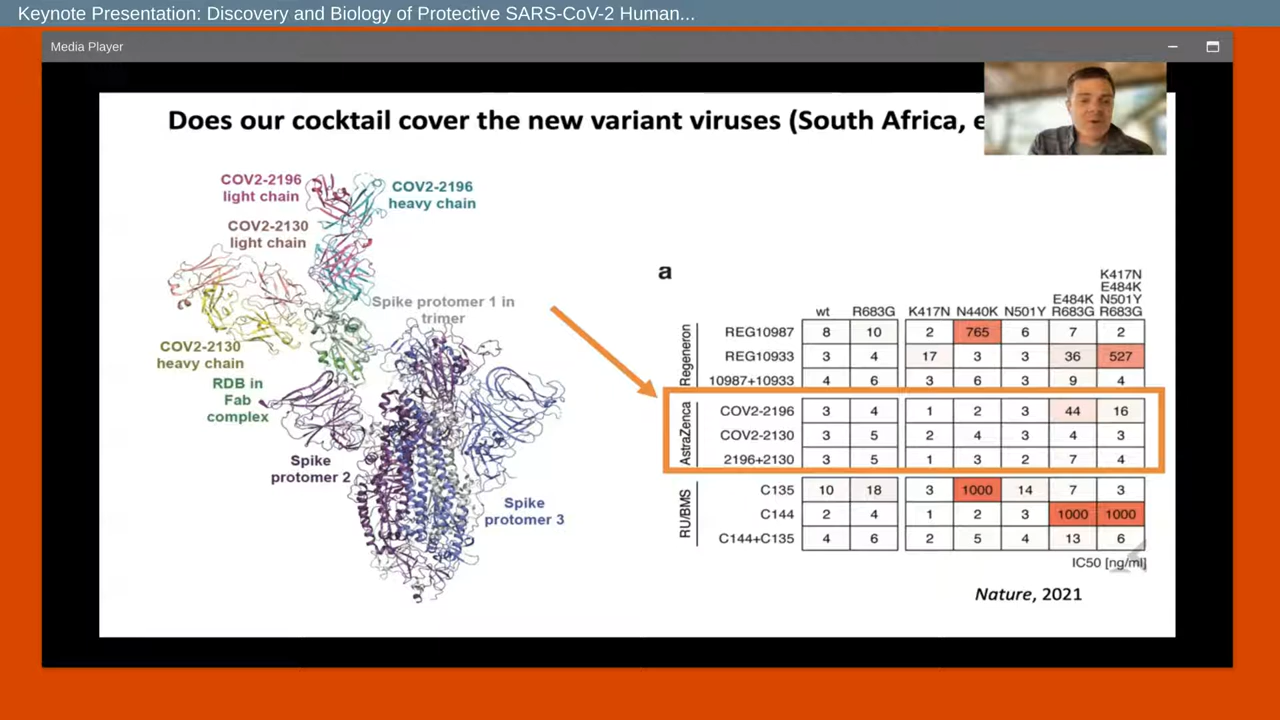 Keynote Presentation: Discovery and Biology of Protective SARS-CoV-2 Human...
Media Player
Does our cocktail cover the new variant viruses (South Africa, e
COV2-2196
light chain
COV2-2196
heavy chain
COV2-2130
light chain
Spike protomer 1 in
trimer
COV2-2130
heavy chain
RDB in
Fab
complex
Spike
protomer 2
Spike
protomer 3
a
K417N
E484K
E484K N501Y
wt R683G K417N N440K N501Y R683G R683G
Regeneron
REG10987 8 10 2 765 6 7 2
REG10933 3 4 17 3 3 36 527
10987+10933 4 6 3 6 3 9 4
AstraZenca
COV2-2196 3 4 1 2 3 44 16
COV2-2130 3 5 2 4 3 4 3
2196+2130 3 5 1 3 2 7 4
RU/BMS
C135 10 18 3 1000 14 7 3
C144 2 4 1 2 3 1000 1000
C144+C135 4 6 2 5 4 13 6
IC50 [ng/ml]
Nature, 2021